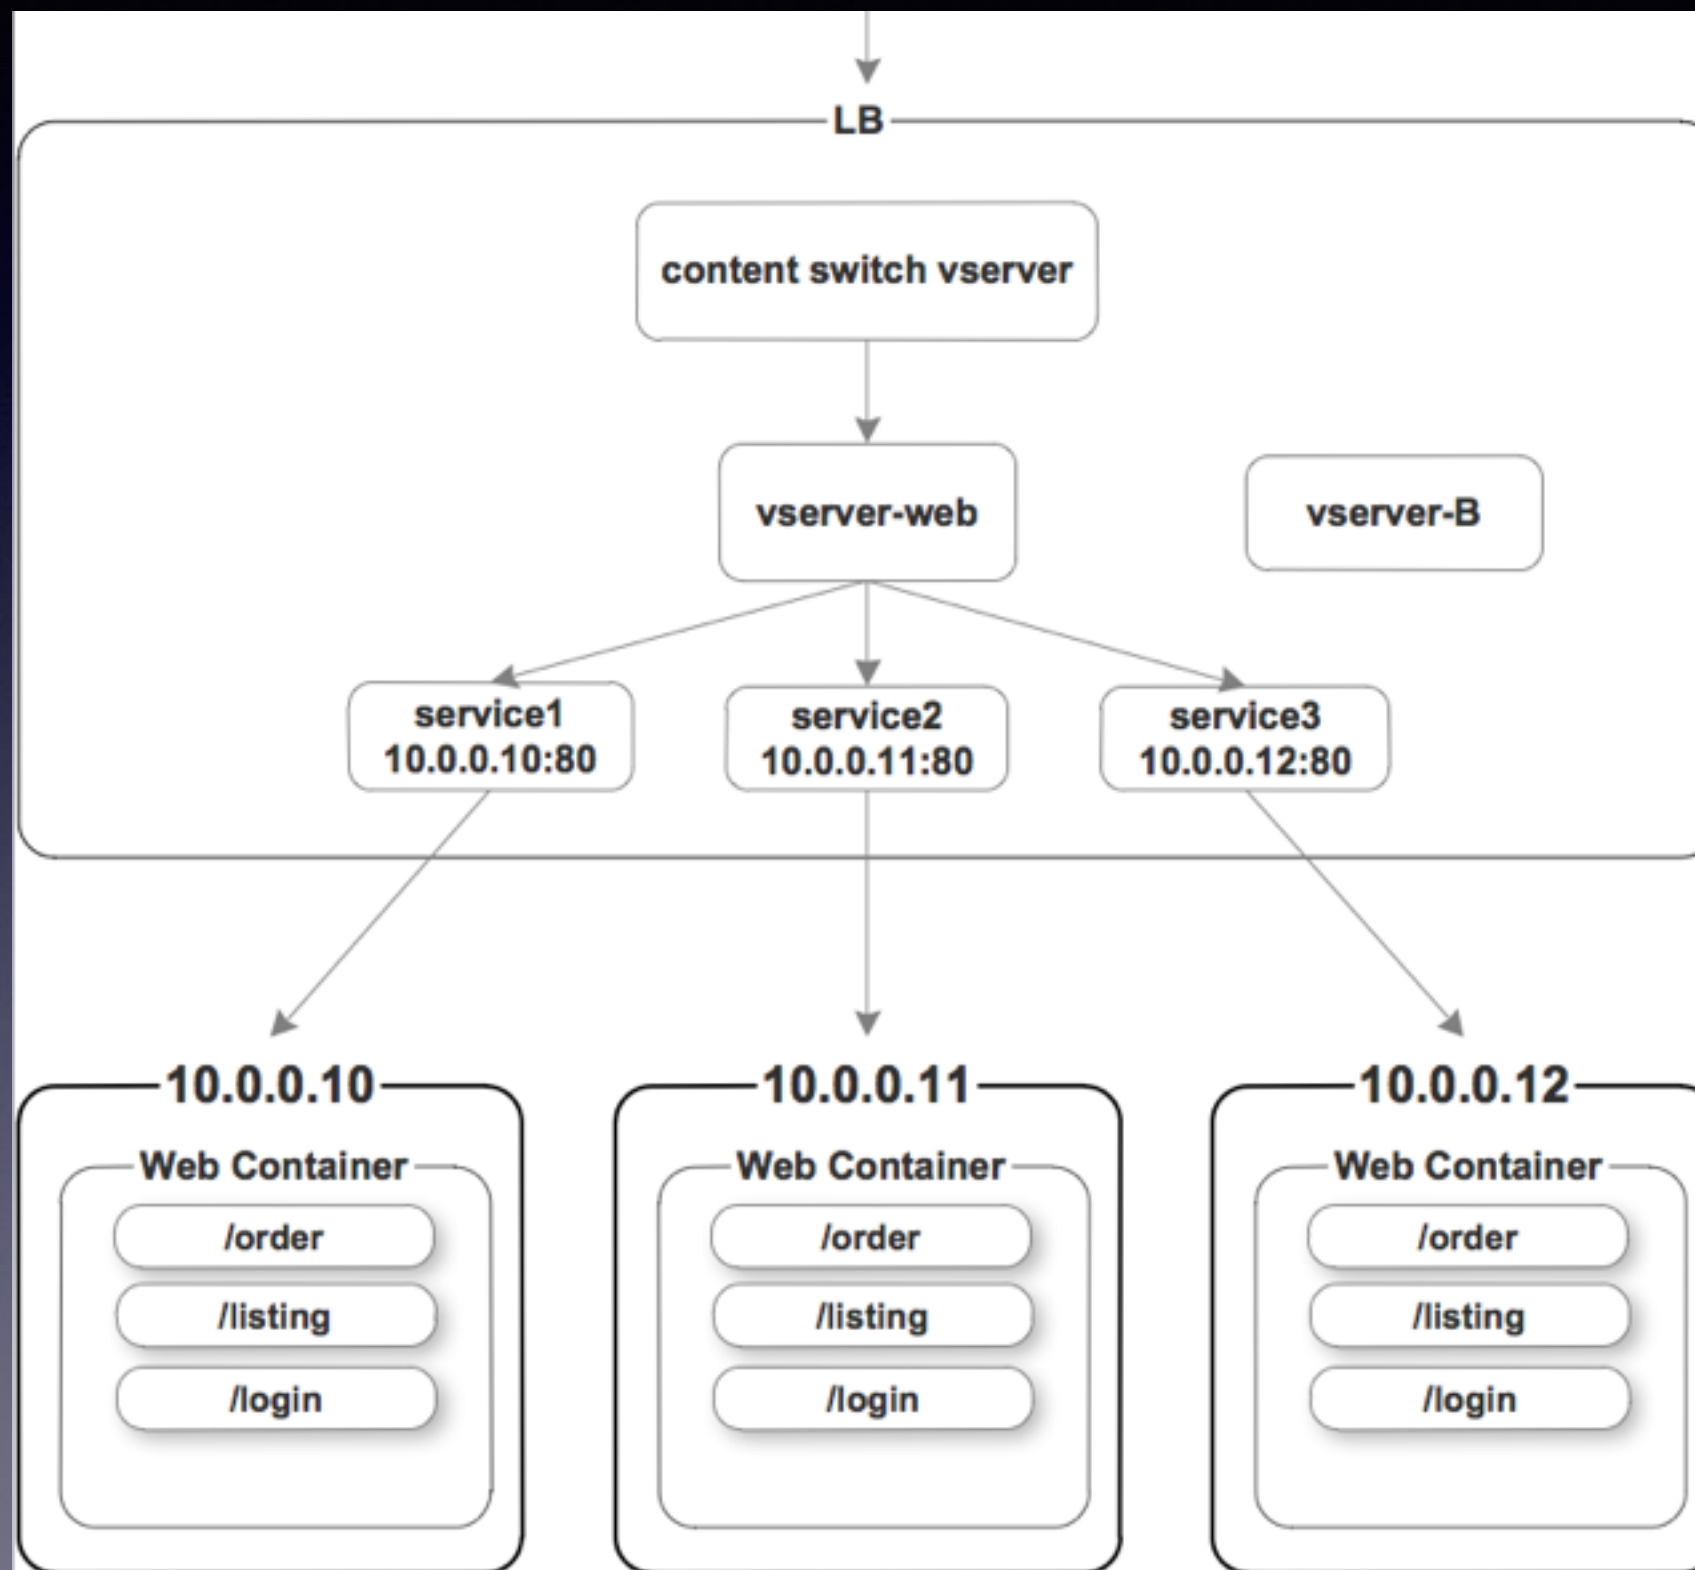 LB
content switch vserver
vserver-web
vserver-B
service1
10.0.0.10:80
service2
10.0.0.11:80
service3
10.0.0.12:80
10.0.0.10
Web Container
/order
/listing
/login
10.0.0.11
Web Container
/order
/listing
/login
10.0.0.12
Web Container
/order
/listing
/login